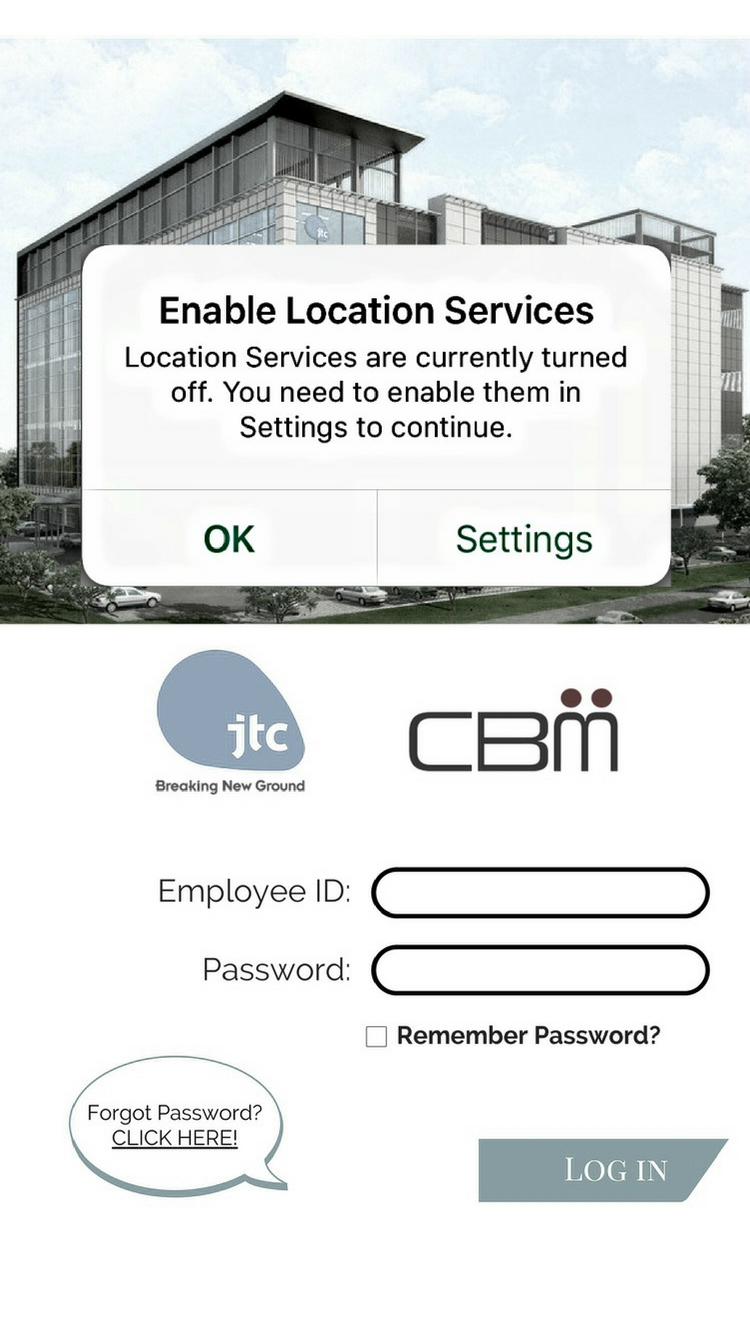 jtc
Enable Location Services
Location Services are currently turned
off. You need to enable them in
Settings to continue.
OK
Settings
jtc
Breaking New Ground
CBm
Employee ID:
Password:
Remember Password?
Forgot Password?
CLICK HERE!
LOG IN